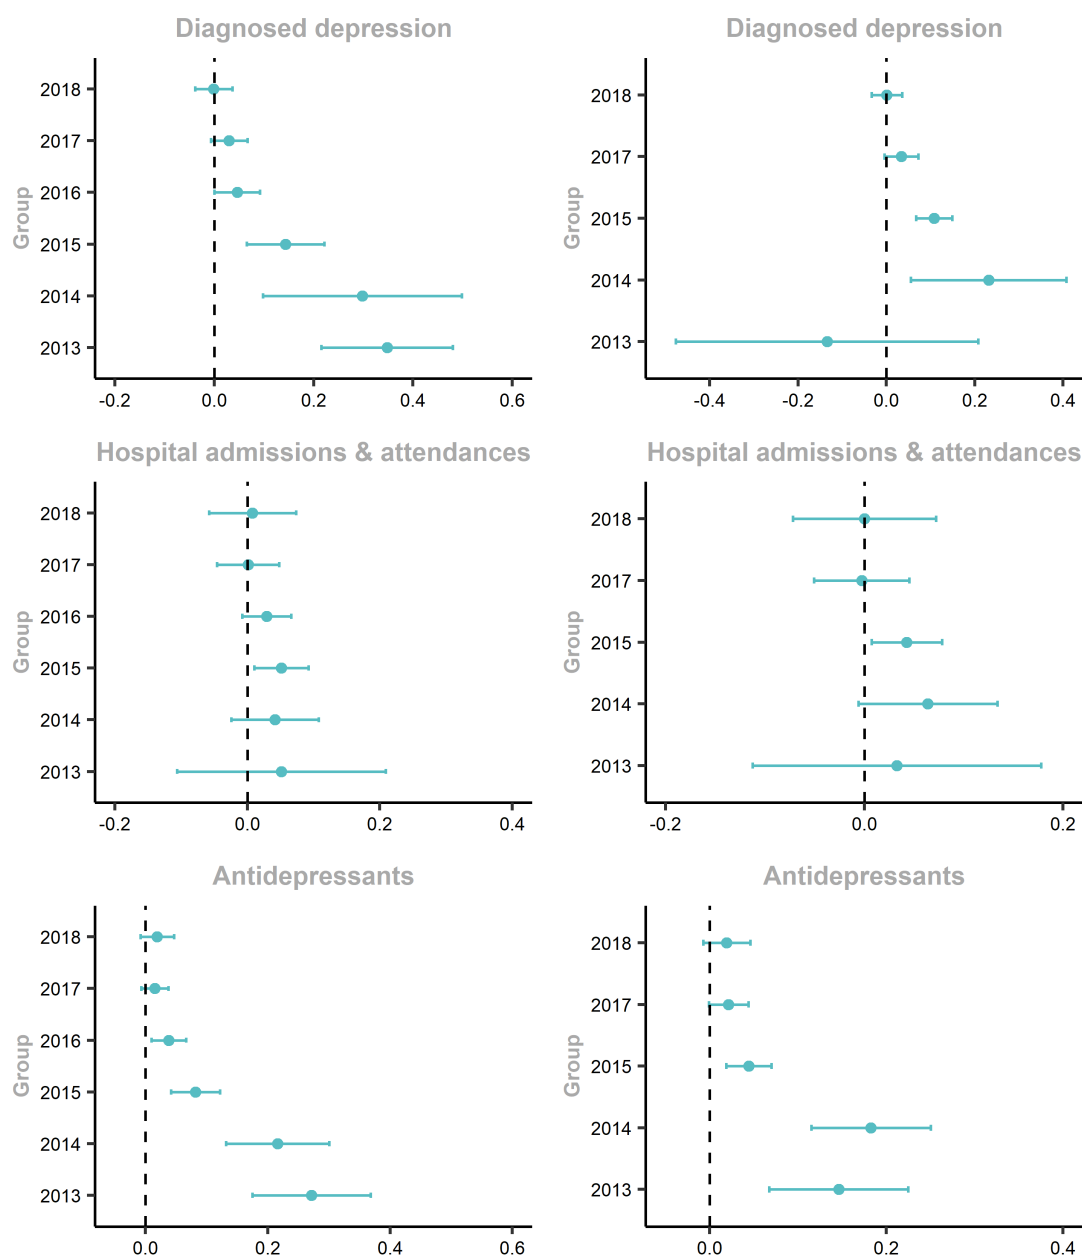 Diagnosed depression
2018
2017
2016
2015
2014
2013
Group
-0.2 0.0 0.2 0.4 0.6
Diagnosed depression
2018
2017
2015
2014
2013
Group
-0.4 -0.2 0.0 0.2 0.4
Hospital admissions & attendances
2018
2017
2016
2015
2014
2013
Group
-0.2 0.0 0.2 0.4
Hospital admissions & attendances
2018
2017
2015
2014
2013
Group
-0.2 0.0 0.2
Antidepressants
2018
2017
2016
2015
2014
2013
Group
0.0 0.2 0.4 0.6
Antidepressants
2018
2017
2015
2014
2013
Group
0.0 0.2 0.4